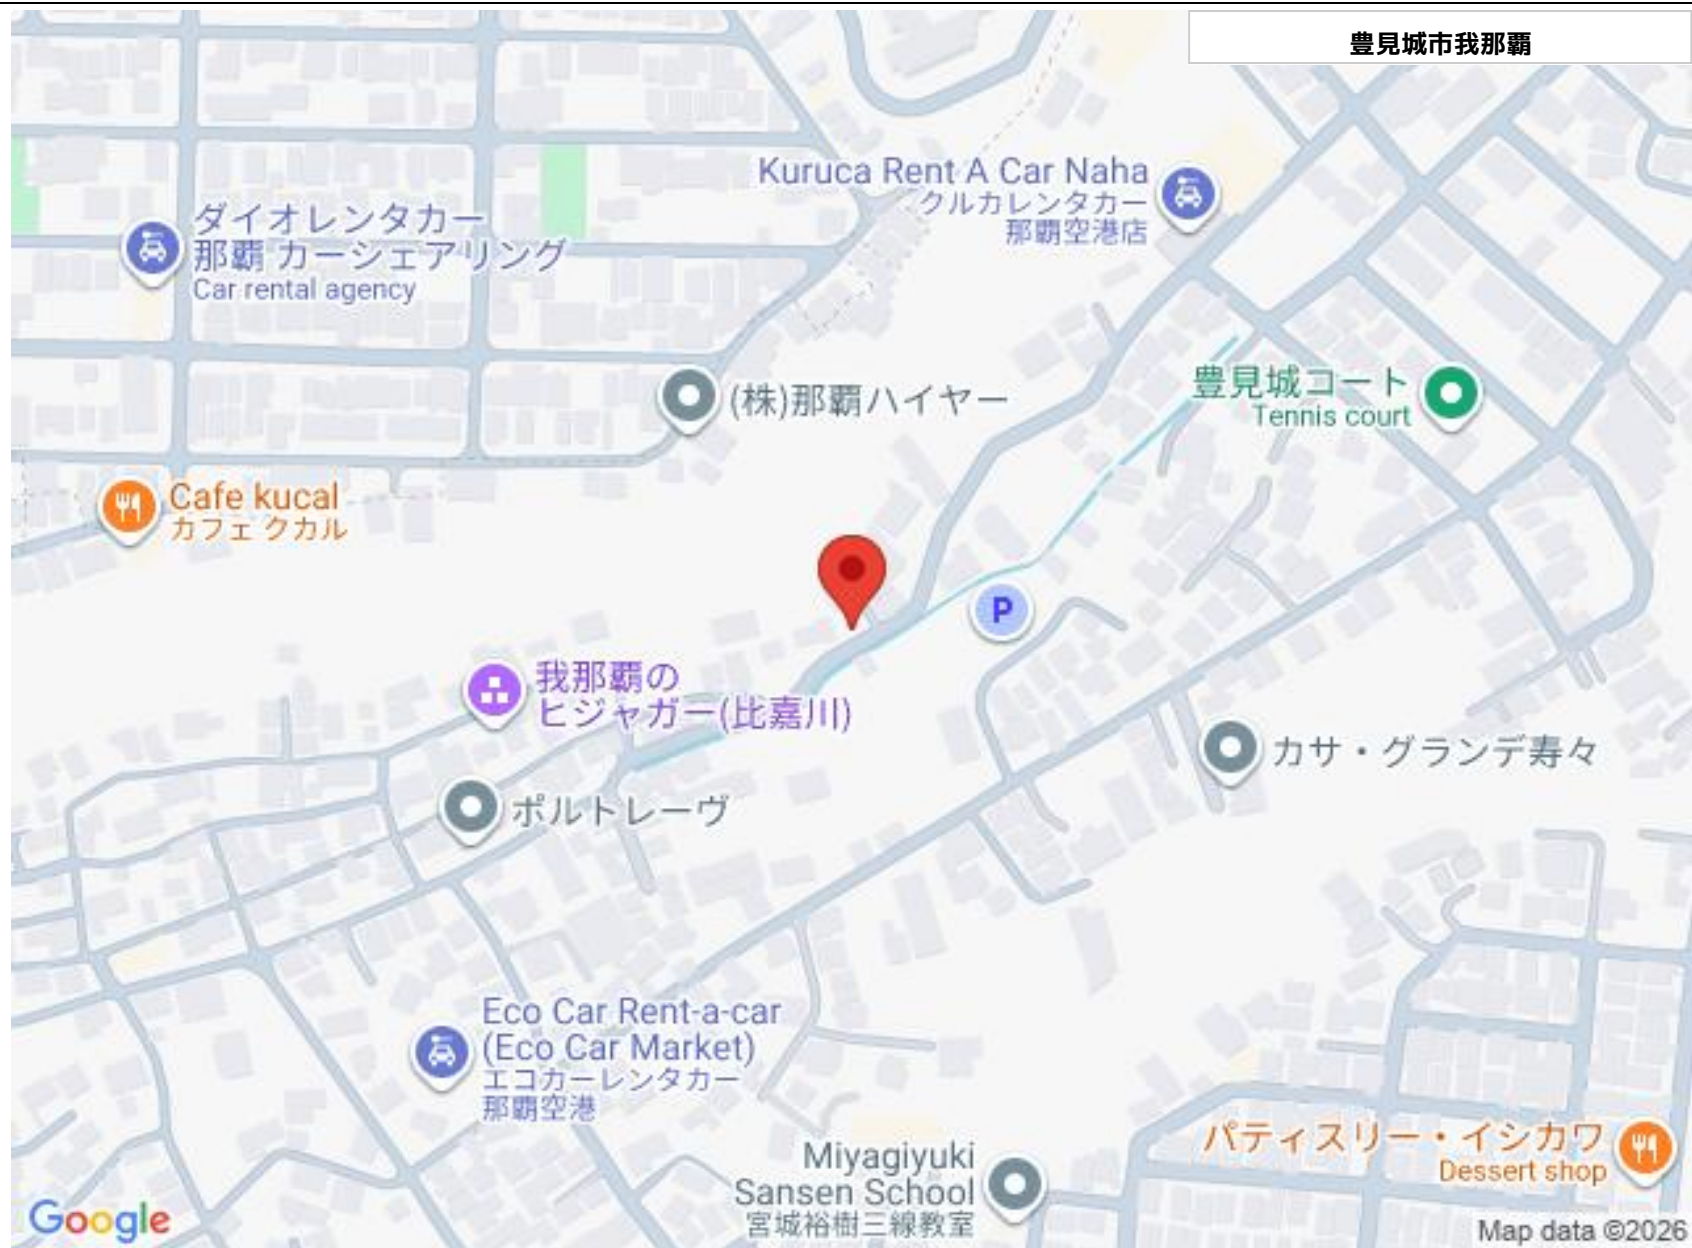 豊見城市我那覇
Kuruca Rent A Car Naha
クルカレンタカー
那覇空港店
ダイオレンタカー
那覇 カーシェアリング
Car rental agency
(株)那覇ハイヤー
豊見城コート
Tennis court
Cafe kucal
カフェ クカル
P
我那覇の
ヒジャガー(比嘉川)
カサ・グランデ寿々
ポルトレーヴ
Eco Car Rent-a-car
(Eco Car Market)
エコカーレンタカー
那覇空港
パティスリー・イシカワ
Dessert shop
Miyagiyuki
Sansen School
宮城裕樹三線教室
Google
Map data ©2026